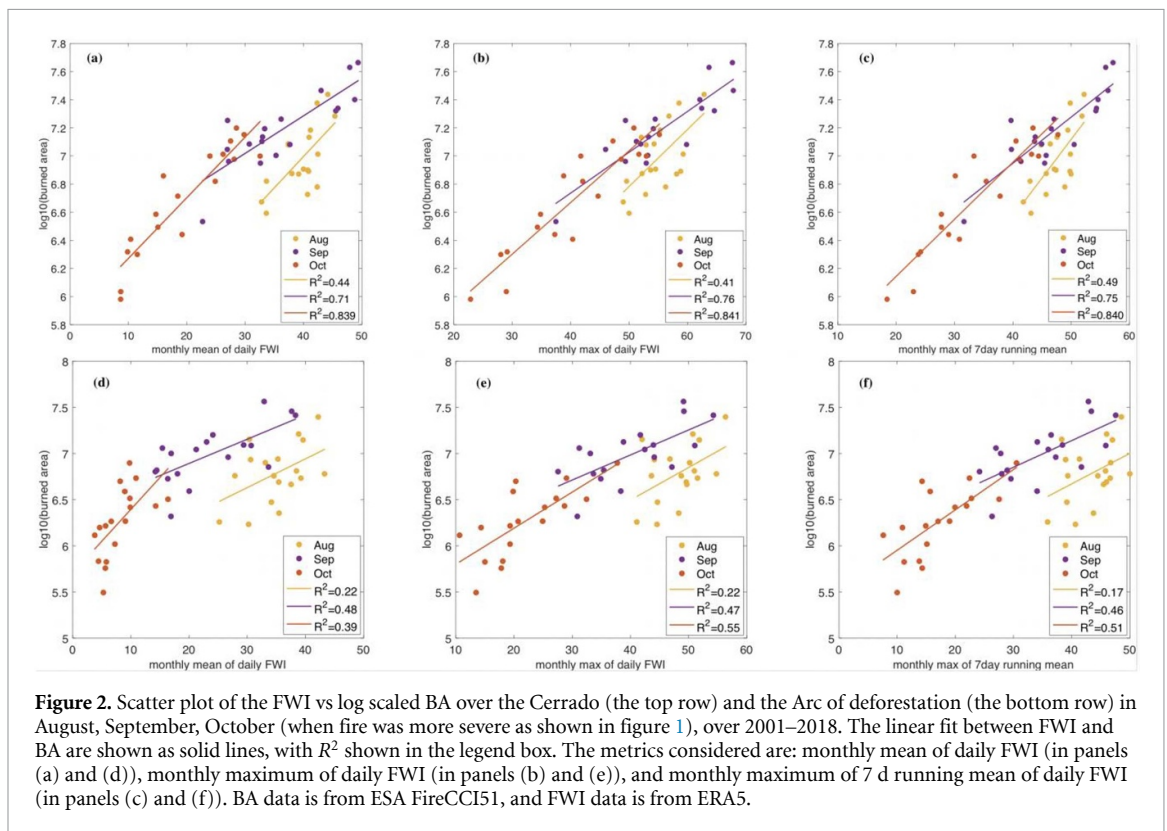 (a)
7.8
7.6
7.4
7.2
7
6.8
6.6
6.4
6.2
6
5.8
0
10
20
30
40
50
log10(burned area)
monthly mean of daily FWI
Aug
Sep
Oct
R²=0.44
R²=0.71
R²=0.839
(b)
7.8
7.6
7.4
7.2
7
6.8
6.6
6.4
6.2
6
5.8
20
30
40
50
60
70
log10(burned area)
monthly max of daily FWI
Aug
Sep
Oct
R²=0.41
R²=0.76
R²=0.841
(c)
7.8
7.6
7.4
7.2
7
6.8
6.6
6.4
6.2
6
5.8
10
20
30
40
50
60
log10(burned area)
monthly max of 7day running mean
Aug
Sep
Oct
R²=0.49
R²=0.75
R²=0.840
(d)
8
7.5
7
6.5
6
5.5
5
0
10
20
30
40
50
log10(burned area)
monthly mean of daily FWI
Aug
Sep
Oct
R²=0.22
R²=0.48
R²=0.39
(e)
8
7.5
7
6.5
6
5.5
5
10
20
30
40
50
60
log10(burned area)
monthly max of daily FWI
Aug
Sep
Oct
R²=0.22
R²=0.47
R²=0.55
(f)
8
7.5
7
6.5
6
5.5
5
0
10
20
30
40
50
log10(burned area)
monthly max of 7day running mean
Aug
Sep
Oct
R²=0.17
R²=0.46
R²=0.51
Figure 2. Scatter plot of the FWI vs log scaled BA over the Cerrado (the top row) and the Arc of deforestation (the bottom row) in
August, September, October (when fire was more severe as shown in figure 1), over 2001–2018. The linear fit between FWI and
BA are shown as solid lines, with R² shown in the legend box. The metrics considered are: monthly mean of daily FWI (in panels
(a) and (d)), monthly maximum of daily FWI (in panels (b) and (e)), and monthly maximum of 7 d running mean of daily FWI
(in panels (c) and (f)). BA data is from ESA FireCCI51, and FWI data is from ERA5.